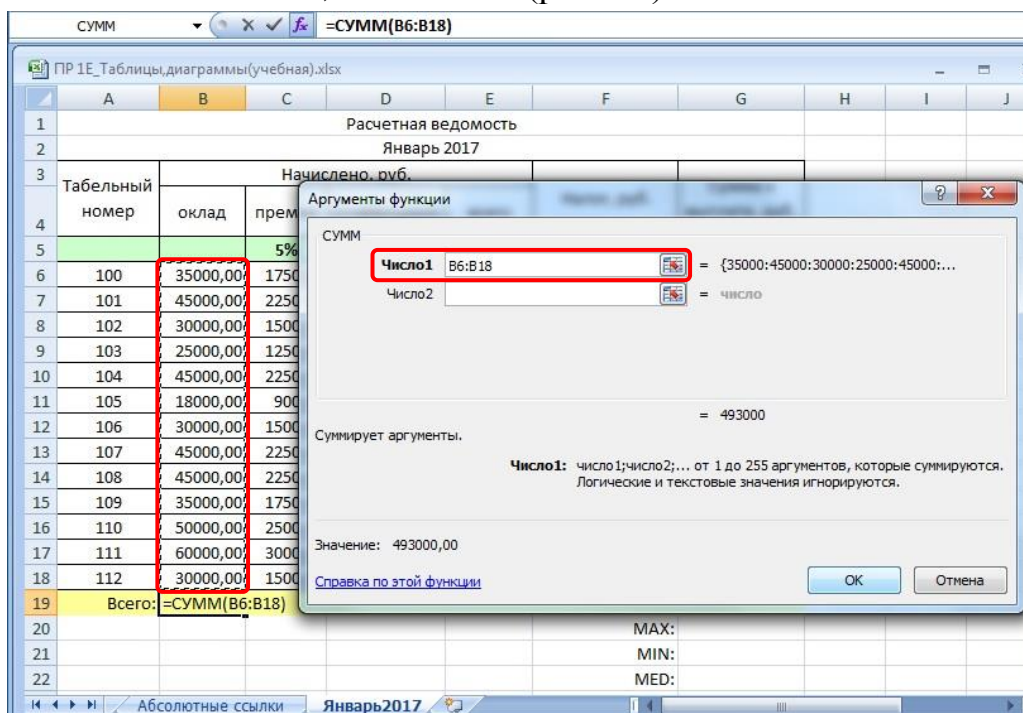 СУММ =СУММ(B6:B18)
ПР 1Е_Таблицы,диаграммы(учебная).xlsx
A B C D E F G H I J
1 Расчетная ведомость
2 Январь 2017
3 Табельный номер Начислено, руб.
4 оклад прем
5 5%
6 100 35000,00 1750
7 101 45000,00 2250
8 102 30000,00 1500
9 103 25000,00 1250
10 104 45000,00 2250
11 105 18000,00 900
12 106 30000,00 1500
13 107 45000,00 2250
14 108 45000,00 2250
15 109 35000,00 1750
16 110 50000,00 2500
17 111 60000,00 3000
18 112 30000,00 1500
19 Всего: =СУММ(B6:B18)
20 MAX:
21 MIN:
22 MED:
Абсолютные ссылки Январь2017
Аргументы функции
СУММ
Число1 B6:B18 = {35000:45000:30000:25000:45000:...
Число2 = число
= 493000
Суммирует аргументы.
Число1: число1;число2;... от 1 до 255 аргументов, которые суммируются.
Логические и текстовые значения игнорируются.
Значение: 493000,00
Справка по этой функции
ОК Отмена